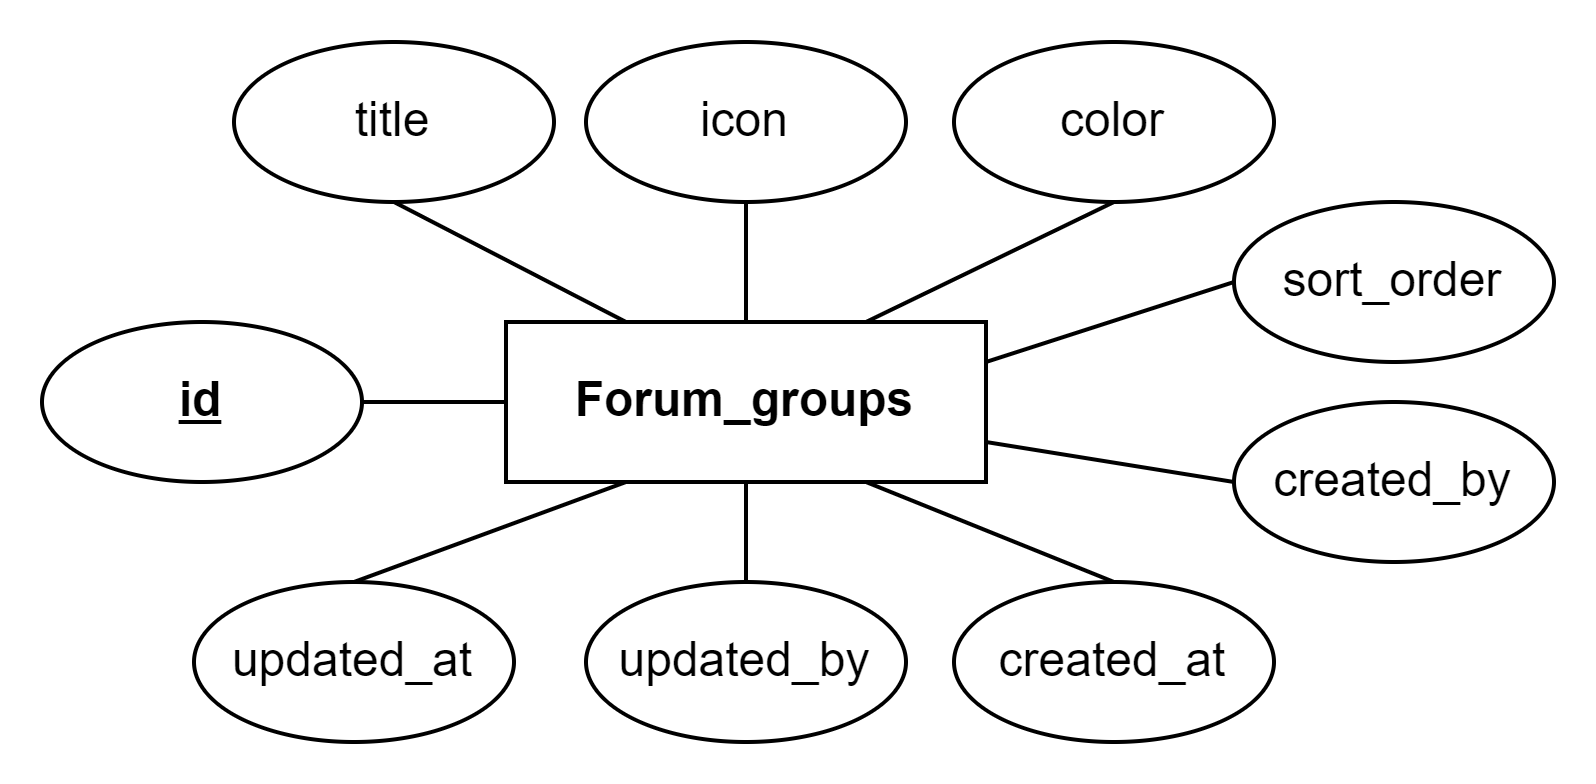 title
icon
color
sort_order
id
Forum_groups
created_by
updated_at
updated_by
created_at